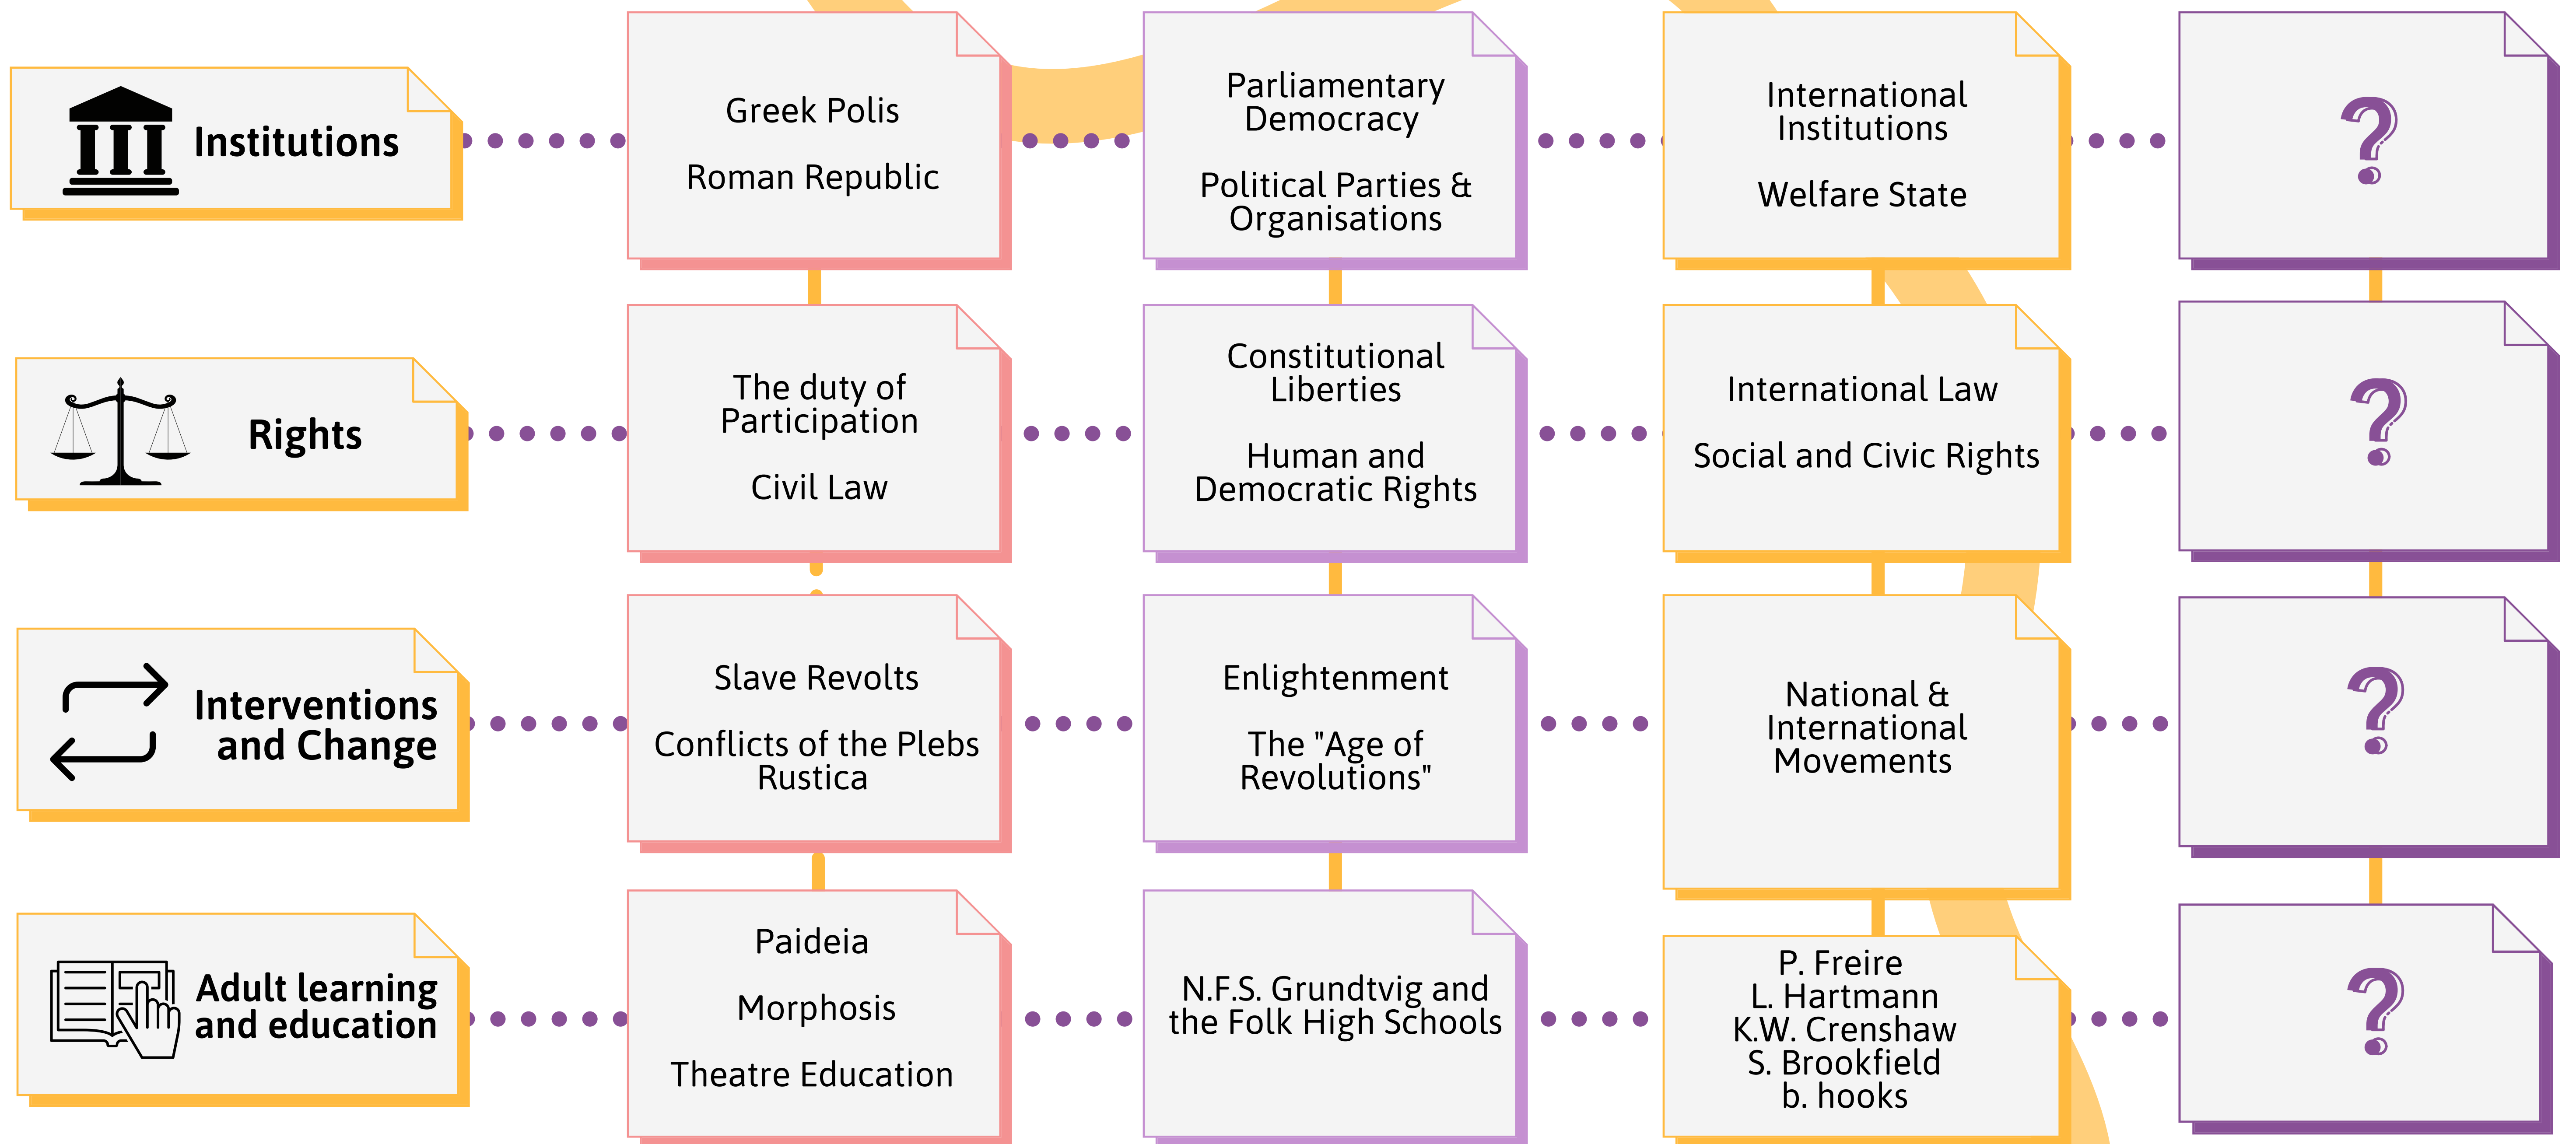 Institutions
Greek Polis
Roman Republic
Parliamentary
Democracy
Political Parties &
Organisations
International
Institutions
Welfare State
?
Rights
The duty of
Participation
Civil Law
Constitutional
Liberties
Human and
Democratic Rights
International Law
Social and Civic Rights
?
Interventions
and Change
Slave Revolts
Conflicts of the Plebs
Rustica
Enlightenment
The "Age of
Revolutions"
National &
International
Movements
?
Adult learning
and education
Paideia
Morphosis
Theatre Education
N.F.S. Grundtvig and
the Folk High Schools
P. Freire
L. Hartmann
K.W. Crenshaw
S. Brookfield
b. hooks
?